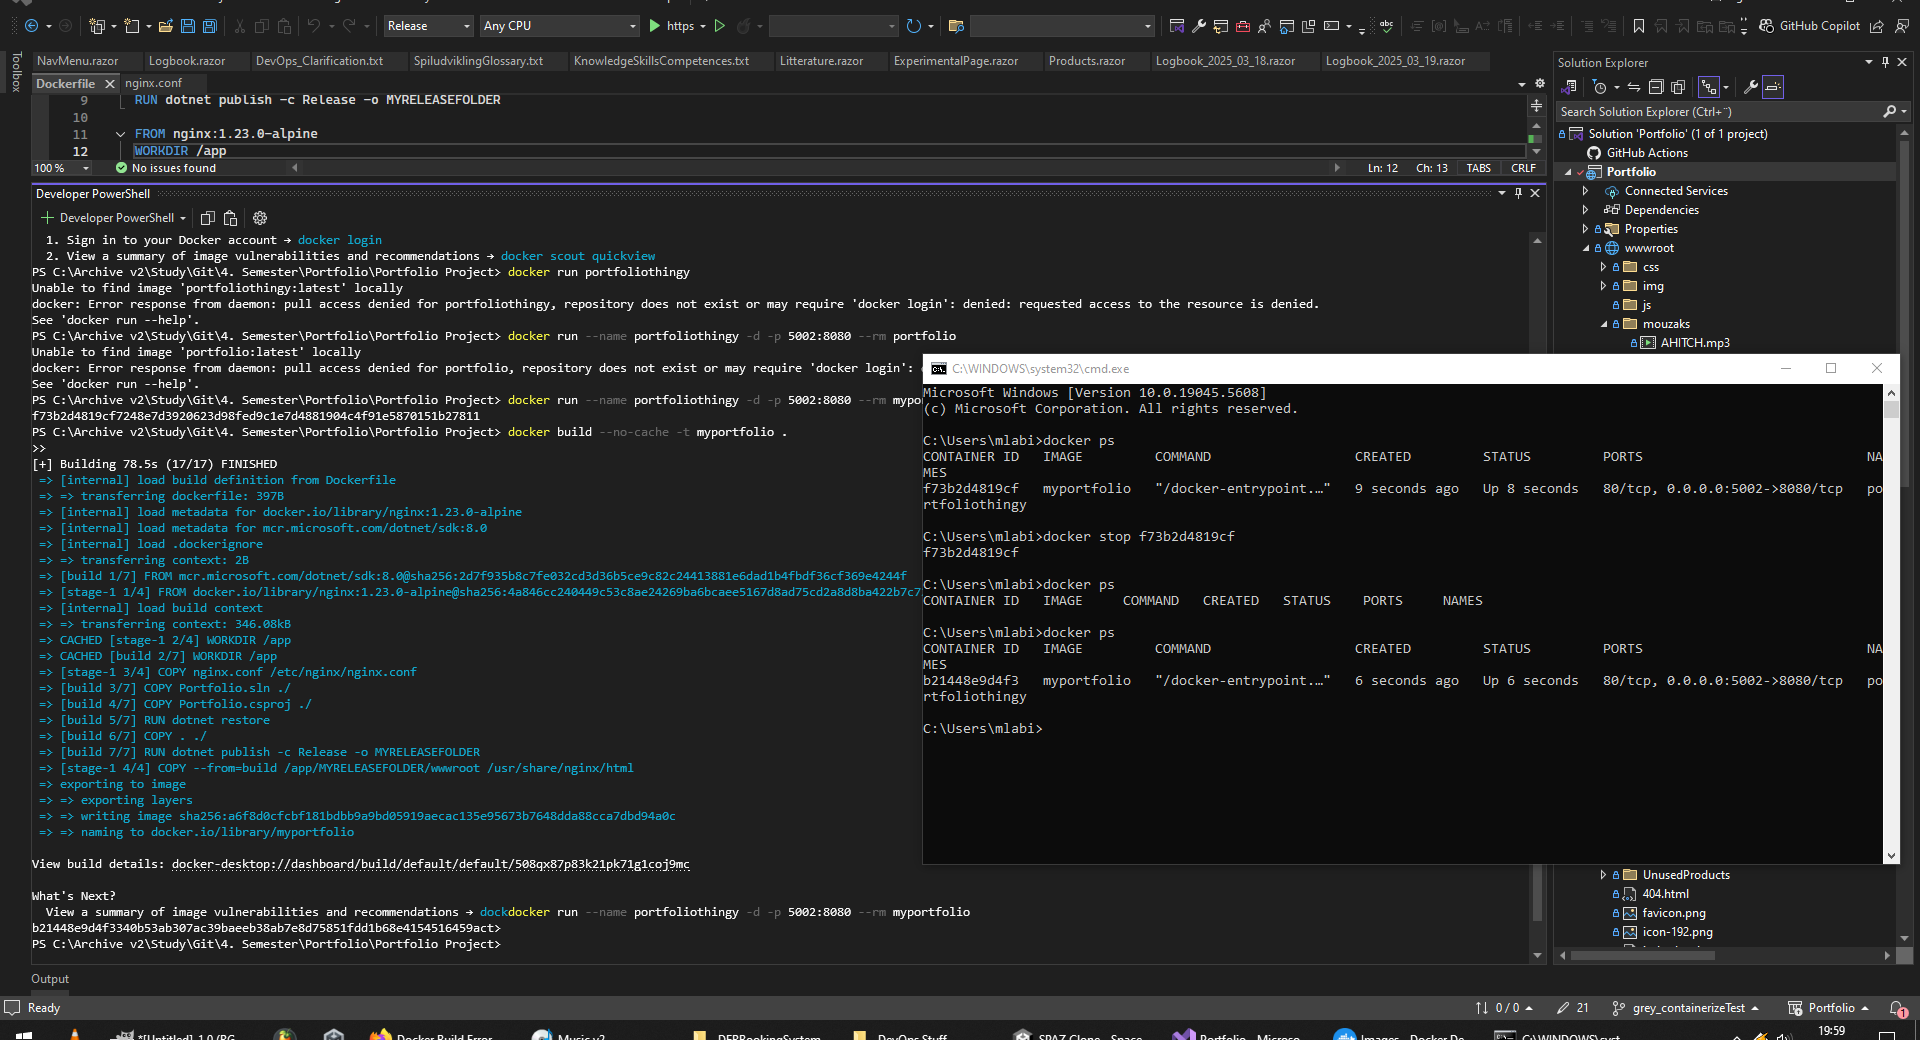 Release
Any CPU
https
GitHub Copilot
Toolbox
NavMenu.razor
Logbook.razor
DevOps_Clarification.txt
SpiludviklingGlossary.txt
KnowledgeSkillsCompetences.txt
Litterature.razor
ExperimentalPage.razor
Products.razor
Logbook_2025_03_18.razor
Logbook_2025_03_19.razor
Dockerfile
nginx.conf
9 RUN dotnet publish -c Release -o MYRELEASEFOLDER
10
11 FROM nginx:1.23.0-alpine
12 WORKDIR /app
100 %
No issues found
Ln: 12 Ch: 13 TABS CRLF
Developer PowerShell
+ Developer PowerShell
1. Sign in to your Docker account → docker login
2. View a summary of image vulnerabilities and recommendations → docker scout quickview
PS C:\Archive v2\Study\Git\4. Semester\Portfolio\Portfolio Project> docker run portfoliothingy
Unable to find image 'portfoliothingy:latest' locally
docker: Error response from daemon: pull access denied for portfoliothingy, repository does not exist or may require 'docker login': denied: requested access to the resource is denied.
See 'docker run --help'.
PS C:\Archive v2\Study\Git\4. Semester\Portfolio\Portfolio Project> docker run --name portfoliothingy -d -p 5002:8080 --rm portfolio
Unable to find image 'portfolio:latest' locally
docker: Error response from daemon: pull access denied for portfolio, repository does not exist or may require 'docker login':
See 'docker run --help'.
PS C:\Archive v2\Study\Git\4. Semester\Portfolio\Portfolio Project> docker run --name portfoliothingy -d -p 5002:8080 --rm mypor
f73b2d4819cf7248e7d3920623d98fed9c1e7d4881904c4f91e5870151b27811
PS C:\Archive v2\Study\Git\4. Semester\Portfolio\Portfolio Project> docker build --no-cache -t myportfolio .
>>
[+] Building 78.5s (17/17) FINISHED
=> [internal] load build definition from Dockerfile
=> => transferring dockerfile: 397B
=> [internal] load metadata for docker.io/library/nginx:1.23.0-alpine
=> [internal] load metadata for mcr.microsoft.com/dotnet/sdk:8.0
=> [internal] load .dockerignore
=> => transferring context: 2B
=> [build 1/7] FROM mcr.microsoft.com/dotnet/sdk:8.0@sha256:2d7f935b8c7fe032cd3d36b5ce9c82c24413881e6dad1b4fbdf36cf369e4244f
=> [stage-1 1/4] FROM docker.io/library/nginx:1.23.0-alpine@sha256:4a846cc240449c53c8ae24269ba6bcaee5167d8ad75cd2a8d8ba422b7c7
=> [internal] load build context
=> => transferring context: 346.08kB
=> CACHED [stage-1 2/4] WORKDIR /app
=> CACHED [build 2/7] WORKDIR /app
=> [stage-1 3/4] COPY nginx.conf /etc/nginx/nginx.conf
=> [build 3/7] COPY Portfolio.sln ./
=> [build 4/7] COPY Portfolio.csproj ./
=> [build 5/7] RUN dotnet restore
=> [build 6/7] COPY . ./
=> [build 7/7] RUN dotnet publish -c Release -o MYRELEASEFOLDER
=> [stage-1 4/4] COPY --from=build /app/MYRELEASEFOLDER/wwwroot /usr/share/nginx/html
=> exporting to image
=> => exporting layers
=> => writing image sha256:a6f8d0cfcbf181bdbb9a9bd05919aecac135e95673b7648dda88cca7dbd94a0c
=> => naming to docker.io/library/myportfolio
View build details: docker-desktop://dashboard/build/default/default/508qx87p83k21pk71g1coj9mc
What's Next?
View a summary of image vulnerabilities and recommendations → dockdocker run --name portfoliothingy -d -p 5002:8080 --rm myportfolio
b21448e9d4f3340b53ab307ac39baeeb38ab7e8d75851fdd1b68e4154516459act>
PS C:\Archive v2\Study\Git\4. Semester\Portfolio\Portfolio Project>
C:\WINDOWS\system32\cmd.exe
Microsoft Windows [Version 10.0.19045.5608]
(c) Microsoft Corporation. All rights reserved.
C:\Users\mlabi>docker ps
CONTAINER ID IMAGE COMMAND CREATED STATUS PORTS NA
MES
f73b2d4819cf myportfolio "/docker-entrypoint.…" 9 seconds ago Up 8 seconds 80/tcp, 0.0.0.0:5002->8080/tcp po
rtfoliothingy
C:\Users\mlabi>docker stop f73b2d4819cf
f73b2d4819cf
C:\Users\mlabi>docker ps
CONTAINER ID IMAGE COMMAND CREATED STATUS PORTS NAMES
C:\Users\mlabi>docker ps
CONTAINER ID IMAGE COMMAND CREATED STATUS PORTS NA
MES
b21448e9d4f3 myportfolio "/docker-entrypoint.…" 6 seconds ago Up 6 seconds 80/tcp, 0.0.0.0:5002->8080/tcp po
rtfoliothingy
C:\Users\mlabi>
Solution Explorer
Search Solution Explorer (Ctrl+¨)
Solution 'Portfolio' (1 of 1 project)
GitHub Actions
Portfolio
Connected Services
Dependencies
Properties
wwwroot
css
img
js
mouzaks
AHITCH.mp3
UnusedProducts
404.html
favicon.png
icon-192.png
Output
Ready
0 / 0
21
grey_containerizeTest
Portfolio
1
*[Untitled]
Docker Build Error
Music v2
DFRBookingSystem
DevOps Stuff
SPAZ Clone - Space
Portfolio - Microso
Images - Docker De
C:\WINDOWS\syst
19:59